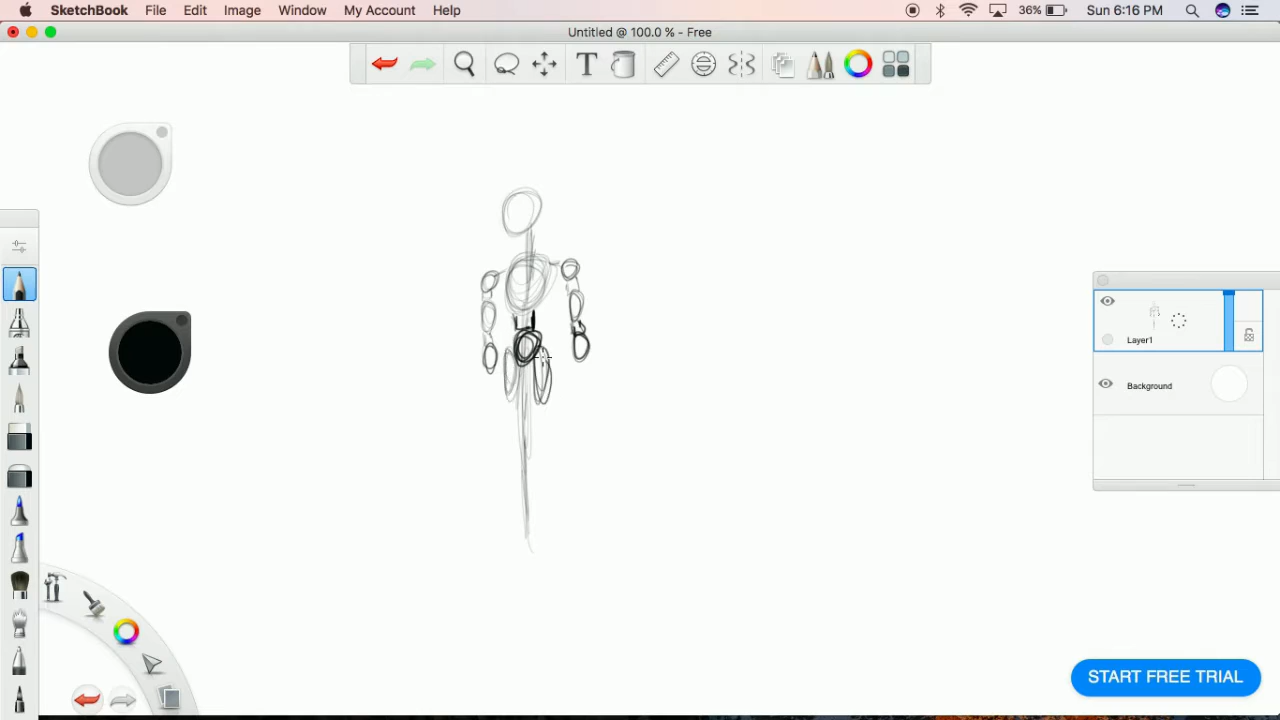 SketchBook File Edit Image Window My Account Help 36% Sun 6:16 PM
Untitled @ 100.0 % - Free
T
Layer1
Background
START FREE TRIAL